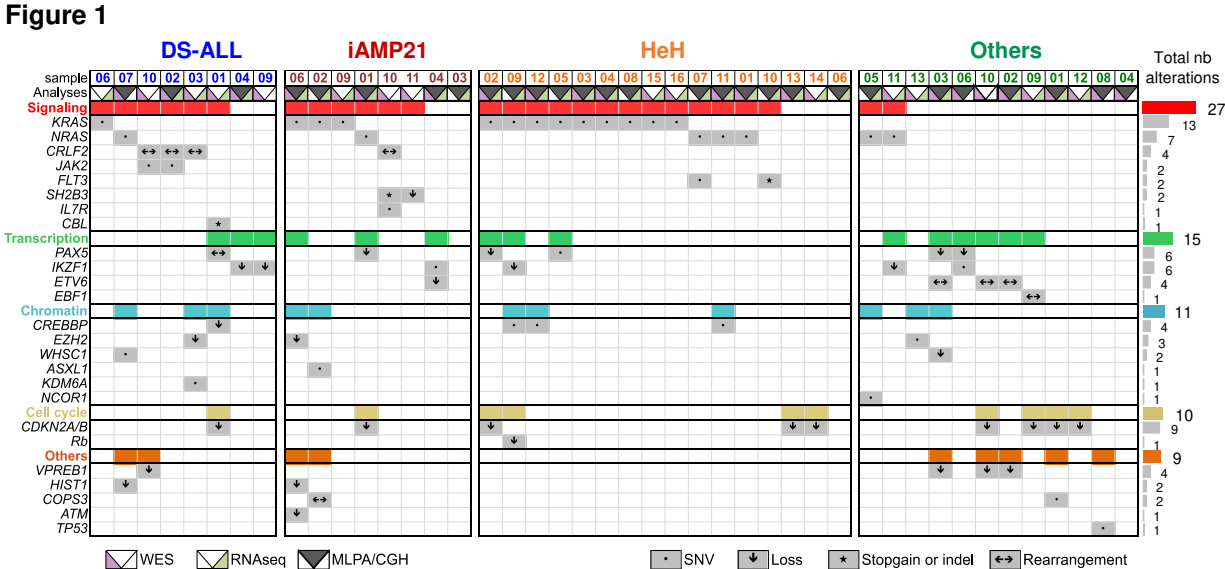 Figure 1
DS-ALL iAMP21 HeH Others Total nb
alterations
sample 06 07 10 02 03 01 04 09 06 02 09 01 10 11 04 03 02 09 12 05 03 04 08 15 16 07 11 01 10 13 14 06 05 11 13 03 06 10 02 09 01 12 08 04
Analyses
Signaling 27
KRAS 13
NRAS 7
CRLF2 4
JAK2 2
FLT3 2
SH2B3 2
IL7R 1
CBL 1
Transcription 15
PAX5 6
IKZF1 6
ETV6 4
EBF1 1
Chromatin 11
CREBBP 4
EZH2 3
WHSC1 2
ASXL1 1
KDM6A 1
NCOR1 1
Cell cycle 10
CDKN2A/B 9
Rb 1
Others 9
VPREB1 4
HIST1 2
COPS3 2
ATM 1
TP53 1
WES RNAseq MLPA/CGH SNV Loss Stopgain or indel Rearrangement